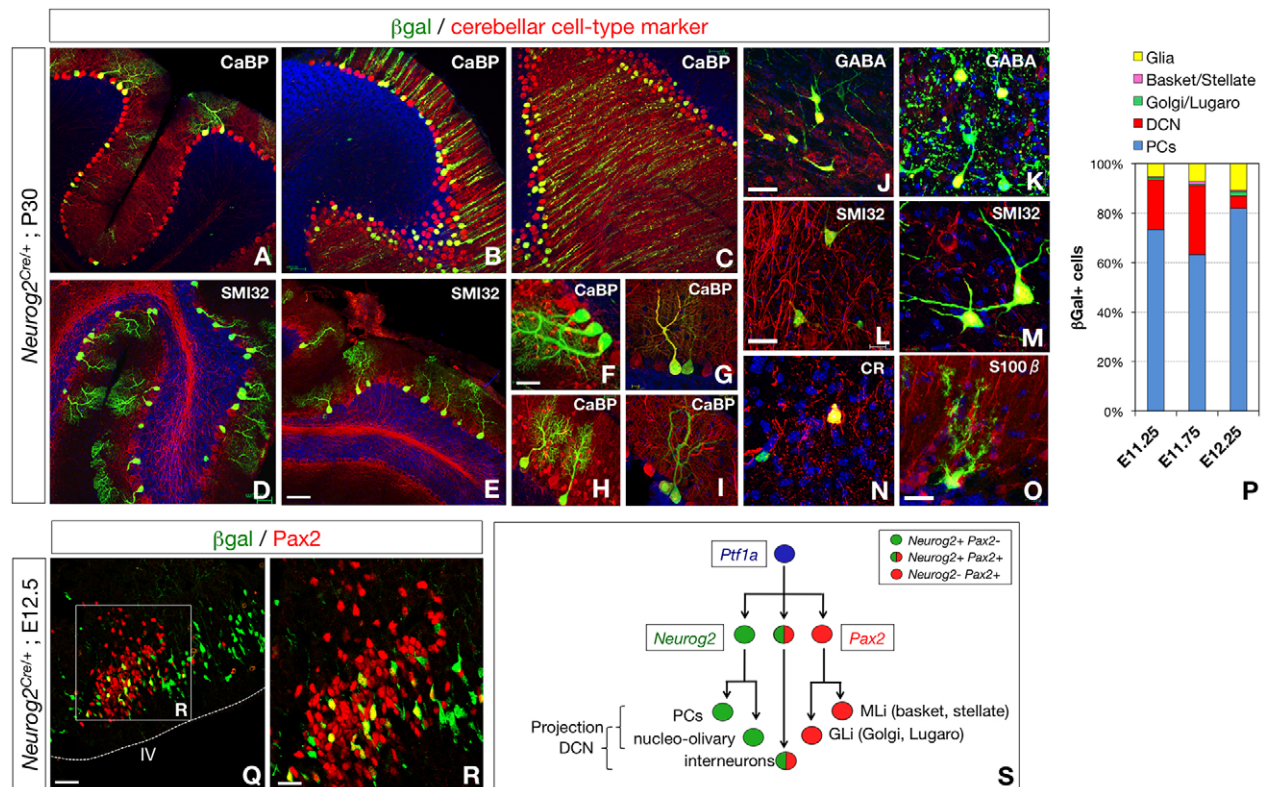 βgal / cerebellar cell-type marker
Neurog2Cre/+ ; P30
CaBP
A
CaBP
B
CaBP
C
GABA
J
GABA
K
SMI32
D
SMI32
E
CaBP
F
CaBP
G
CaBP
H
CaBP
I
SMI32
L
SMI32
M
CR
N
S100β
O
Glia
Basket/Stellate
Golgi/Lugaro
DCN
PCs
100%
80%
60%
40%
20%
0%
βGal+ cells
E11.25
E11.75
E12.25
P
βgal / Pax2
Neurog2Cre/+ ; E12.5
R
IV
Q
R
Ptf1a
Neurog2+ Pax2-
Neurog2+ Pax2+
Neurog2- Pax2+
Neurog2
Pax2
PCs
MLi (basket, stellate)
Projection
DCN
nucleo-olivary
GLi (Golgi, Lugaro)
interneurons
S